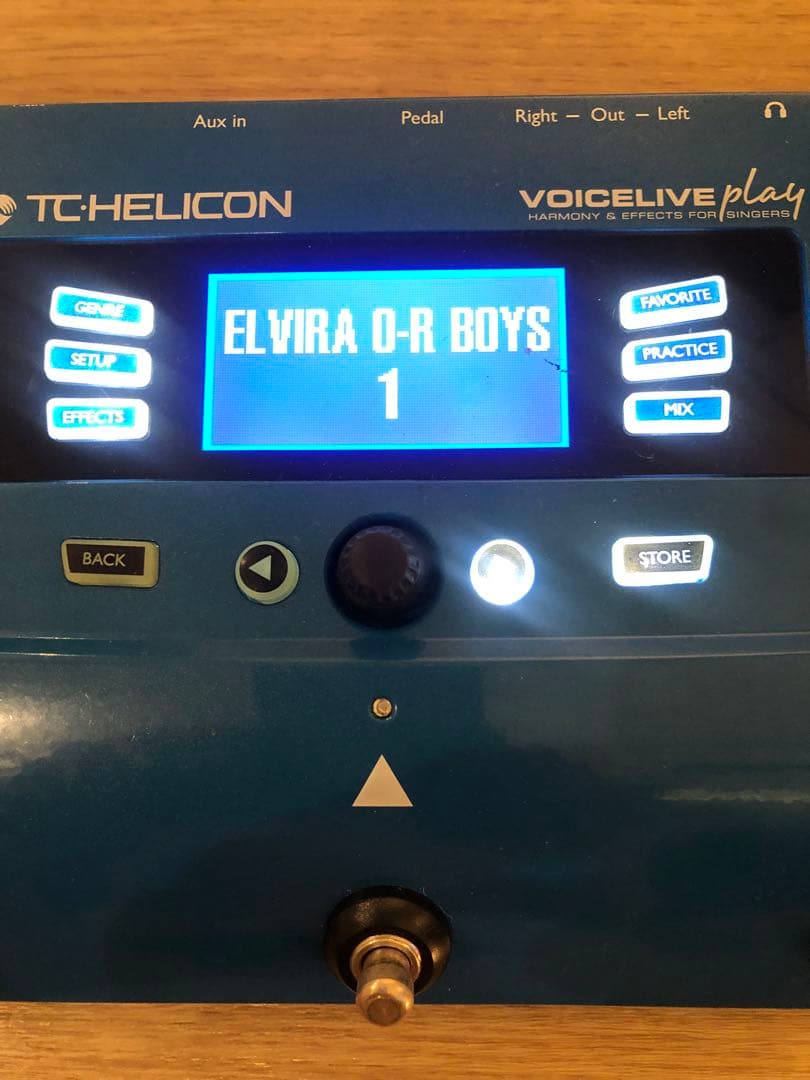 Aux in
Pedal
Right – Out – Left
TC·HELICON
VOICELIVE play
HARMONY & EFFECTS FOR SINGERS
GENRE
FAVORITE
ELVIRA O-R BOYS
SETUP
PRACTICE
1
EFFECTS
MIX
BACK
STORE